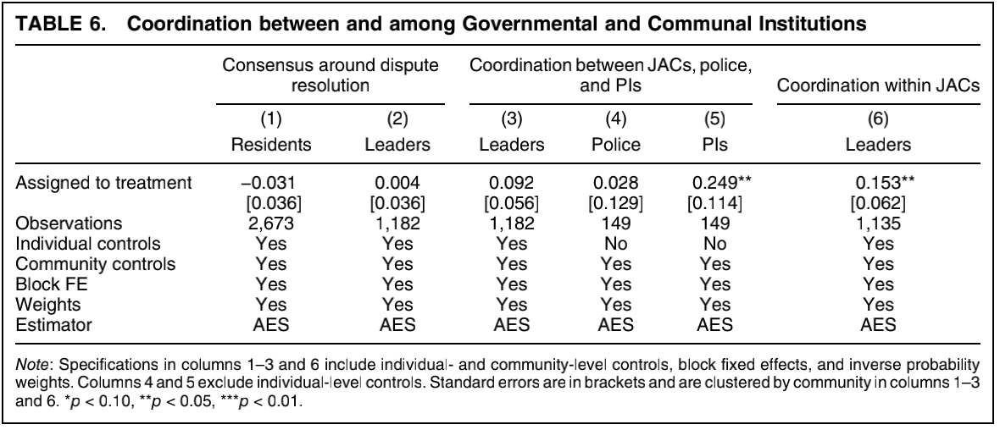 TABLE 6. Coordination between and among Governmental and Communal Institutions
Consensus around dispute resolution Coordination between JACs, police, and PIs Coordination within JACs
(1) (2) (3) (4) (5) (6)
Residents Leaders Leaders Police PIs Leaders
Assigned to treatment −0.031 0.004 0.092 0.028 0.249** 0.153**
[0.036] [0.036] [0.056] [0.129] [0.114] [0.062]
Observations 2,673 1,182 1,182 149 149 1,135
Individual controls Yes Yes Yes No No Yes
Community controls Yes Yes Yes Yes Yes Yes
Block FE Yes Yes Yes Yes Yes Yes
Weights Yes Yes Yes Yes Yes Yes
Estimator AES AES AES AES AES AES
Note: Specifications in columns 1–3 and 6 include individual- and community-level controls, block fixed effects, and inverse probability
weights. Columns 4 and 5 exclude individual-level controls. Standard errors are in brackets and are clustered by community in columns 1–3
and 6. *p < 0.10, **p < 0.05, ***p < 0.01.